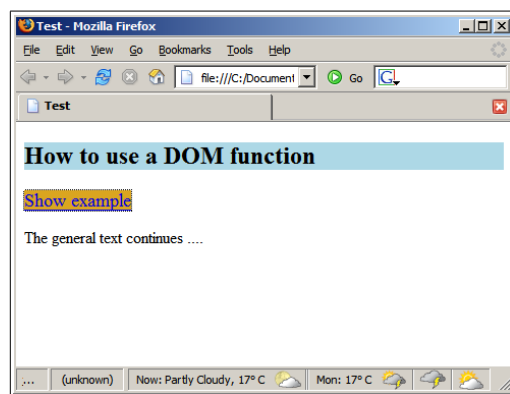 Test - Mozilla Firefox
File Edit View Go Bookmarks Tools Help
file:///C:/Document Go G
Test
How to use a DOM function
Show example
The general text continues ....
... (unknown) Now: Partly Cloudy, 17° C Mon: 17° C